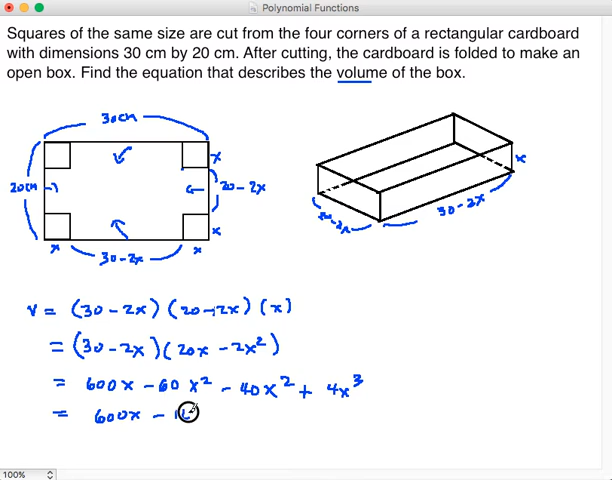 Polynomial Functions
Squares of the same size are cut from the four corners of a rectangular cardboard
with dimensions 30 cm by 20 cm. After cutting, the cardboard is folded to make an
open box. Find the equation that describes the volume of the box.
30cm
x
20cm
20-2x
x
x
30-2x
x
x
20-2x
30-2x
V = (30-2x)(20-2x)(x)
= (30-2x)(20x-2x²)
= 600x - 60x² - 40x² + 4x³
= 600x - 1
100%